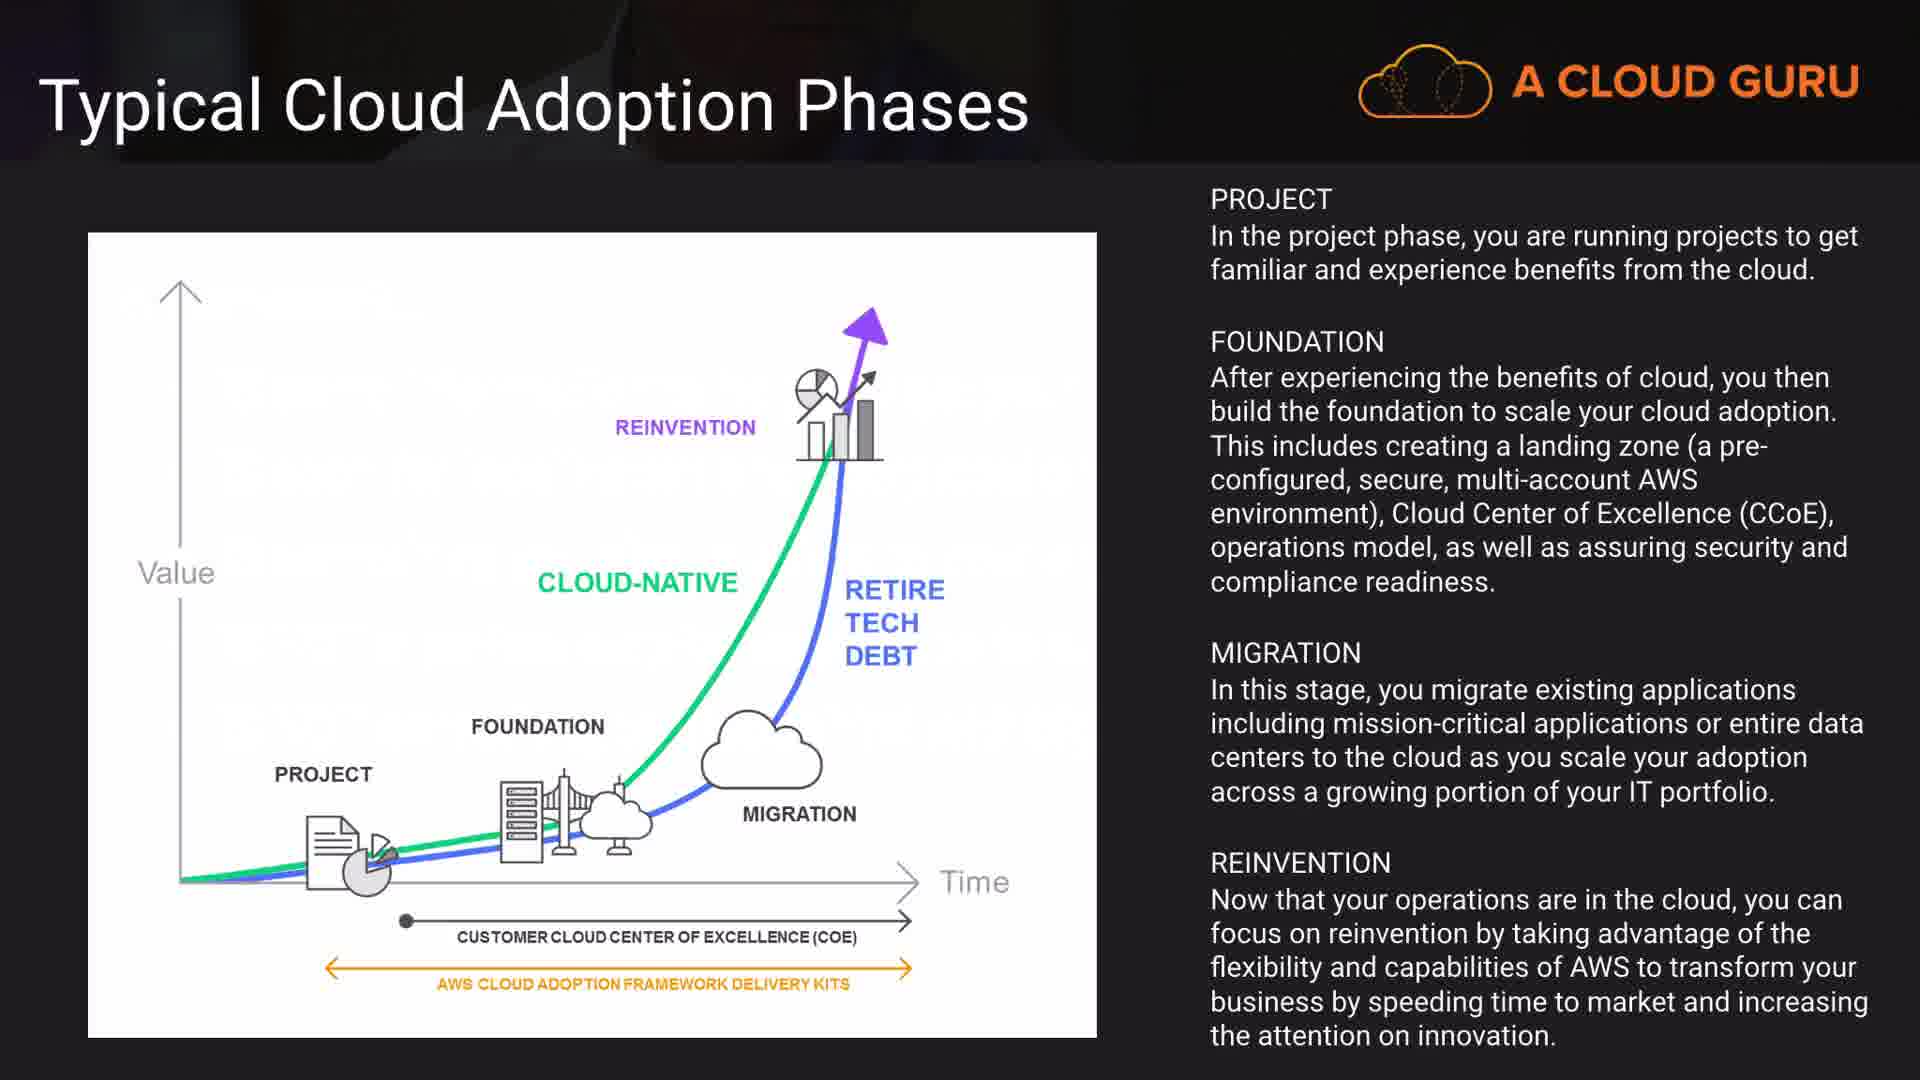 Typical Cloud Adoption Phases
A CLOUD GURU
Value
REINVENTION
CLOUD-NATIVE
RETIRE
TECH
DEBT
FOUNDATION
PROJECT
MIGRATION
Time
CUSTOMER CLOUD CENTER OF EXCELLENCE (COE)
AWS CLOUD ADOPTION FRAMEWORK DELIVERY KITS
PROJECT
In the project phase, you are running projects to get
familiar and experience benefits from the cloud.
FOUNDATION
After experiencing the benefits of cloud, you then
build the foundation to scale your cloud adoption.
This includes creating a landing zone (a pre-
configured, secure, multi-account AWS
environment), Cloud Center of Excellence (CCoE),
operations model, as well as assuring security and
compliance readiness.
MIGRATION
In this stage, you migrate existing applications
including mission-critical applications or entire data
centers to the cloud as you scale your adoption
across a growing portion of your IT portfolio.
REINVENTION
Now that your operations are in the cloud, you can
focus on reinvention by taking advantage of the
flexibility and capabilities of AWS to transform your
business by speeding time to market and increasing
the attention on innovation.